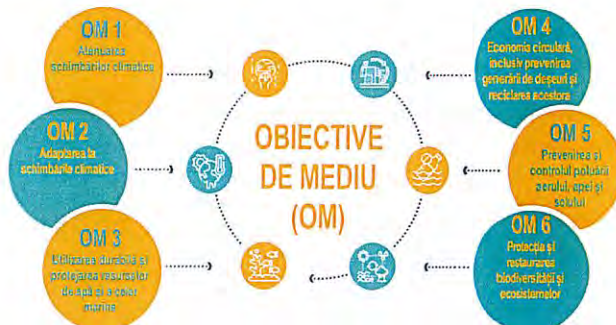 OM 1
Atenuarea
schimbărilor climatice
OM 2
Adaptarea la
schimbările climatice
OM 3
Utilizarea durabilă și
protejarea resurselor
de apă și a celor
marine
OBIECTIVE
DE MEDIU
(OM)
OM 4
Economia circulară,
inclusiv prevenirea
generării de deșeuri și
reciclarea acestora
OM 5
Prevenirea și
controlul poluării
aerului, apei și
solului
OM 6
Protecția și
restaurarea
biodiversității și
ecosistemelor